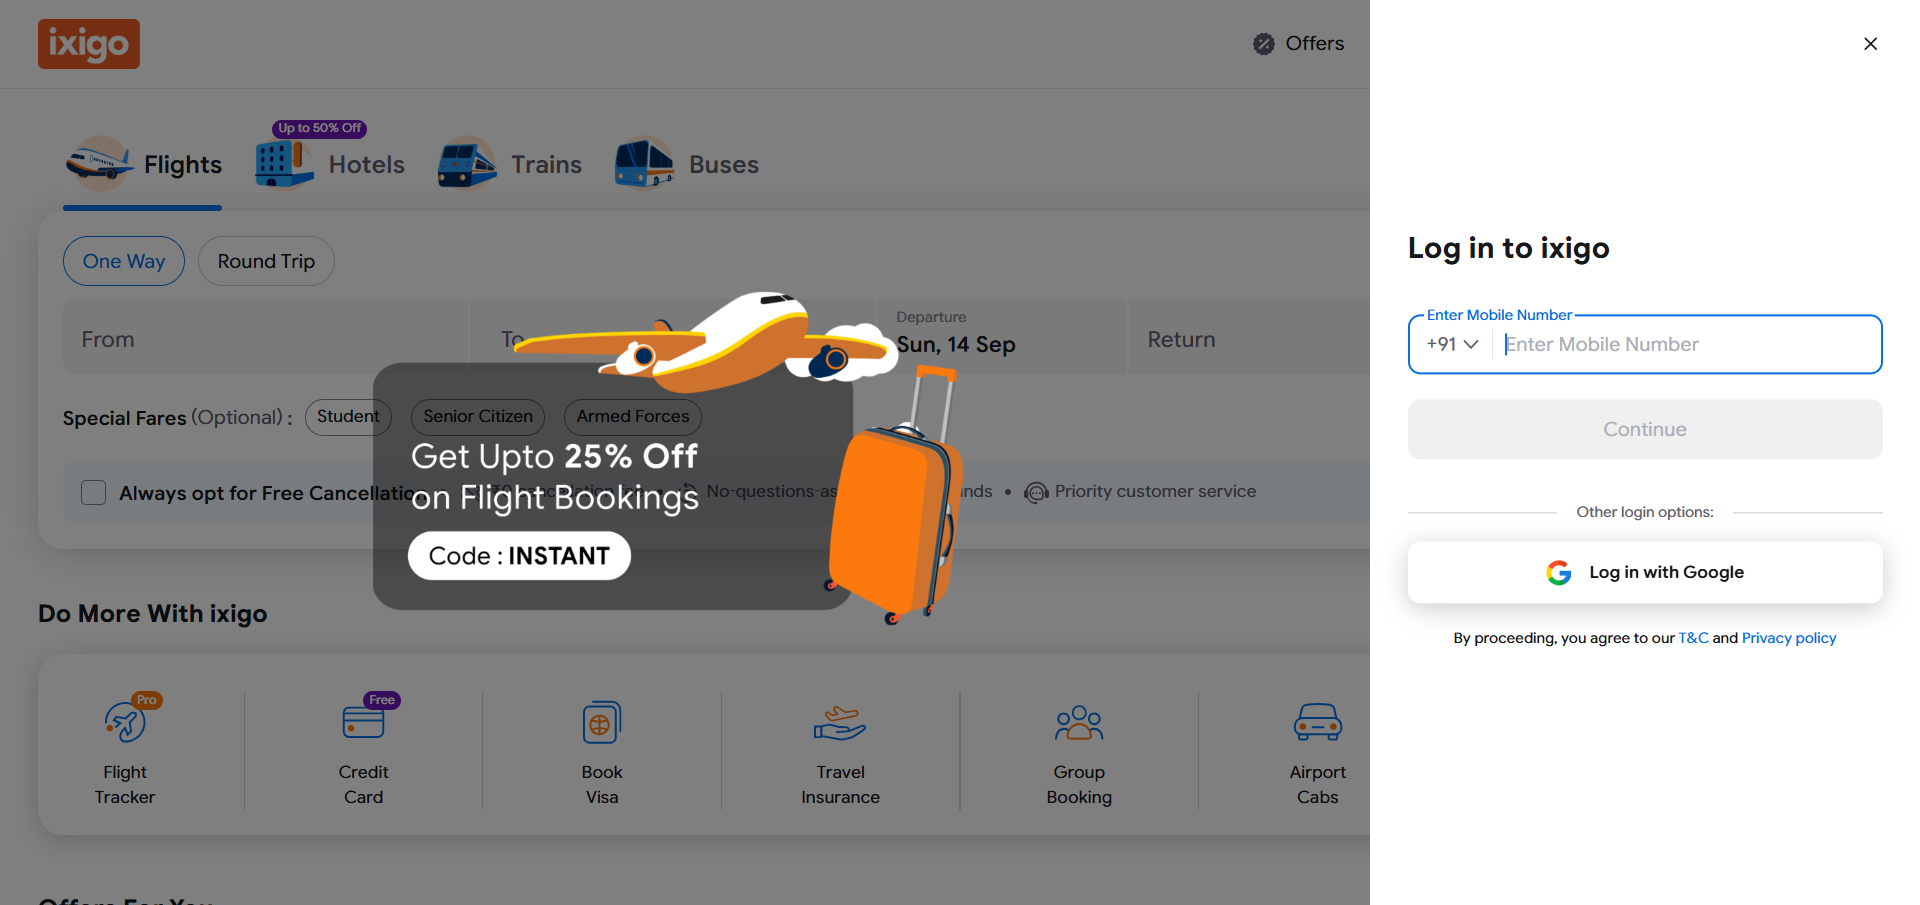 ixigo
Offers
Up to 50% Off
Flights
Hotels
Trains
Buses
One Way
Round Trip
From
To
Departure
Sun, 14 Sep
Return
Special Fares (Optional) :
Student
Senior Citizen
Armed Forces
Get Upto 25% Off
on Flight Bookings
Code : INSTANT
Always opt for Free Cancellation
No-questions-as
nds • Priority customer service
Do More With ixigo
Pro
Flight
Tracker
Free
Credit
Card
Book
Visa
Travel
Insurance
Group
Booking
Airport
Cabs
Offers For You
Log in to ixigo
Enter Mobile Number
+91
Enter Mobile Number
Continue
Other login options:
Log in with Google
By proceeding, you agree to our T&C and Privacy policy